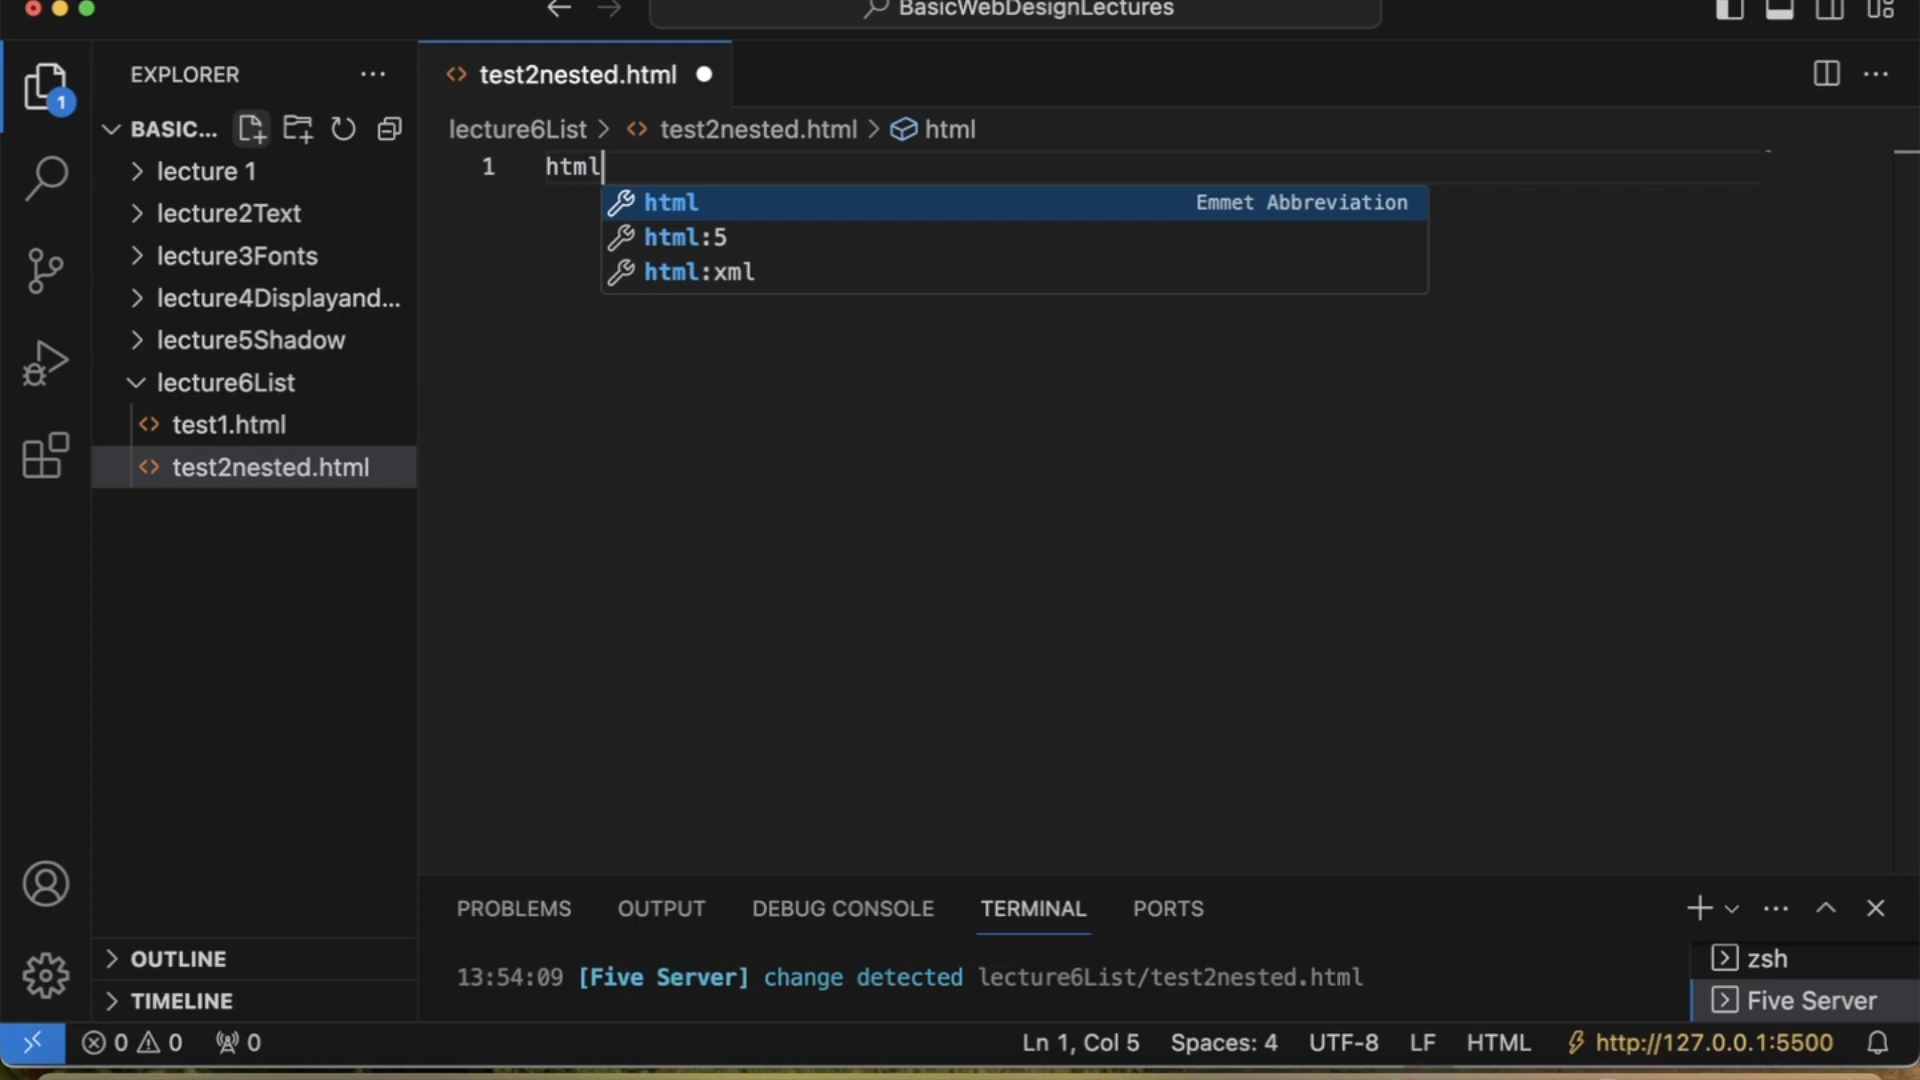 BasicWebDesignLectures
EXPLORER
1
BASIC...
lecture 1
lecture2Text
lecture3Fonts
lecture4Displayand...
lecture5Shadow
lecture6List
test1.html
test2nested.html
OUTLINE
TIMELINE
test2nested.html
lecture6List > test2nested.html > html
1 html
html Emmet Abbreviation
html:5
html:xml
PROBLEMS OUTPUT DEBUG CONSOLE TERMINAL PORTS
13:54:09 [Five Server] change detected lecture6List/test2nested.html
zsh
Five Server
0 0 0 Ln 1, Col 5 Spaces: 4 UTF-8 LF HTML http://127.0.0.1:5500